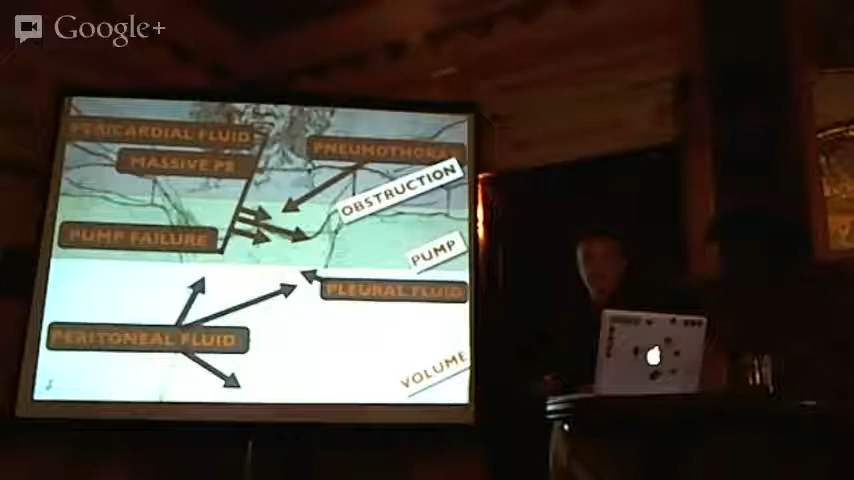 Google+
PERICARDIAL FLUID
MASSIVE PE
PNEUMOTHORAX
OBSTRUCTION
PUMP FAILURE
PUMP
PLEURAL FLUID
PERITONEAL FLUID
VOLUME